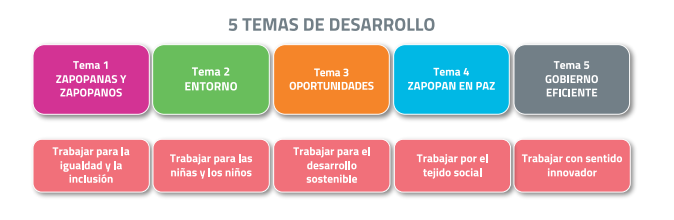 5 TEMAS DE DESARROLLO
Tema 1
ZAPOPANAS Y
ZAPOPANOS
Tema 2
ENTORNO
Tema 3
OPORTUNIDADES
Tema 4
ZAPOPAN EN PAZ
Tema 5
GOBIERNO
EFICIENTE
Trabajar para la
igualdad y la
inclusión
Trabajar para las
niñas y los niños
Trabajar para el
desarrollo
sostenible
Trabajar por el
tejido social
Trabajar con sentido
innovador